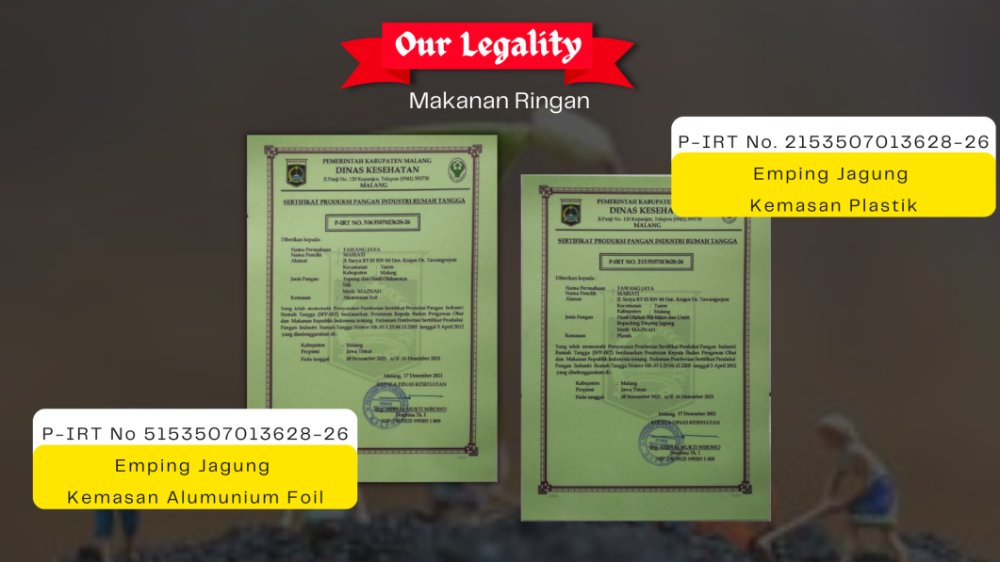 Our Legality
Makanan Ringan
PEMERINTAH KABUPATEN MALANG
DINAS KESEHATAN
Jl.Panji No. 120 Kepanjen, Telepon (0341) 393730
MALANG
SERTIFIKAT PRODUKSI PANGAN INDUSTRI RUMAH TANGGA
P-IRT NO. 5063507023628-26
Diberikan kepada :
Nama Perusahaan : TAWANG JAYA
Nama Pemilik : MARIATI
Alamat : Jl Surya RT 03 RW 04 Dsn. Krajan Ds. Tawangrejeni
Kecamatan : Turen
Kabupaten : Malang
Jenis Pangan : Tepung dan Hasil Olahannya
Merk: MAZNAH
Kemasan : Aluminium Foil
Yang telah memenuhi Persyaratan Pemberian Sertifikat Produksi Pangan Industri
Rumah Tangga (SPP-IRT) berdasarkan Peraturan Kepala Badan Pengawas Obat
dan Makanan Republik Indonesia tentang Pedoman Pemberian Sertifikat Produksi
Pangan Industri Rumah Tangga Nomor HK.03.1.23.04.12.2205 tanggal 5 April 2012
yang diselenggarakan di :
Kabupaten : Malang
Propinsi : Jawa Timur
Pada tanggal : 18 November 2021 s/d 16 Desember 2021
Malang, 17 Desember 2021
KEPALA DINAS KESEHATAN
drg. ARBANI MUKTI WIBOWO
Pembina Tk. I
P-IRT No 5153507013628-26
Emping Jagung
Kemasan Alumunium Foil
P-IRT No. 2153507013628-26
Emping Jagung
Kemasan Plastik
PEMERINTAH KABUPAT
DINAS KESEHA
Jl.Panji No. 120 Kepanjen, Telepon (0341) 393730
MALANG
SERTIFIKAT PRODUKSI PANGAN INDUSTRI RUMAH TANGGA
P-IRT NO. 2153507013628-26
Diberikan kepada :
Nama Perusahaan : TAWANG JAYA
Nama Pemilik : MARIATI
Alamat : Jl Surya RT 03 RW 04 Dsn. Krajan Ds. Tawangrejeni
Kecamatan : Turen
Kabupaten : Malang
Jenis Pangan : Hasil Olahan Biji-bijian dan Umbi
Repacking Emping Jagung
Merk: MAZNAH
Kemasan : Plastik
Yang telah memenuhi Persyaratan Pemberian Sertifikat Produksi Pangan Industri
Rumah Tangga (SPP-IRT) berdasarkan Peraturan Kepala Badan Pengawas Obat
dan Makanan Republik Indonesia tentang Pedoman Pemberian Sertifikat Produksi
Pangan Industri Rumah Tangga Nomor HK.03.1.23.04.12.2205 tanggal 5 April 2012
yang diselenggarakan di :
Kabupaten : Malang
Propinsi : Jawa Timur
Pada tanggal : 18 November 2021 s/d 16 Desember 2021
Malang, 17 Desember 2021
KEPALA DINAS KESEHATAN
drg. ARBANI MUKTI WIBOWO
Pembina Tk. I